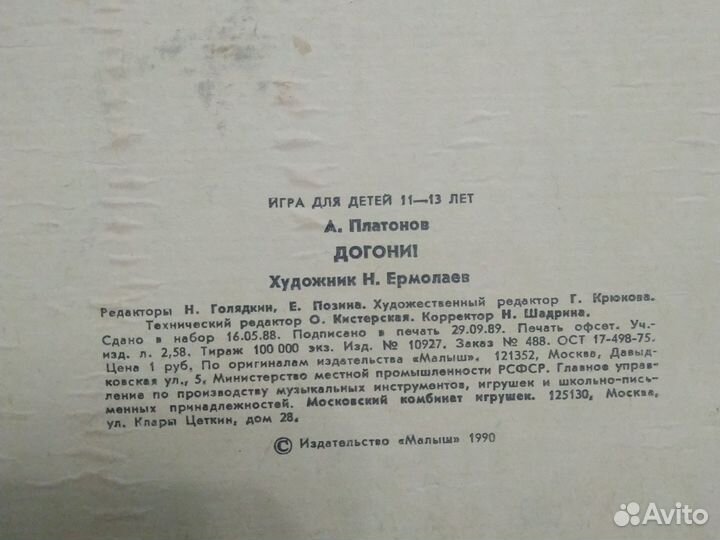 ИГРА ДЛЯ ДЕТЕЙ 11—13 ЛЕТ
А. Платонов
ДОГОНИ!
Художник Н. Ермолаев
Редакторы Н. Голядкин, Е. Позина. Художественный редактор Г. Крюкова.
Технический редактор О. Кистерская. Корректор Н. Шадрина.
Сдано в набор 16.05.88. Подписано в печать 29.09.89. Печать офсет. Уч.-
изд. л. 2,58. Тираж 100 000 экз. Изд. № 10927. Заказ № 488. ОСТ 17-498-75.
Цена 1 руб. По оригиналам издательства «Малыш». 121352, Москва, Давыд-
ковская ул., 5. Министерство местной промышленности РСФСР. Главное управ-
ление по производству музыкальных инструментов, игрушек и школьно-пись-
менных принадлежностей. Московский комбинат игрушек. 125130, Москва,
ул. Клары Цеткин, дом 28.
© Издательство «Малыш» 1990
Avito